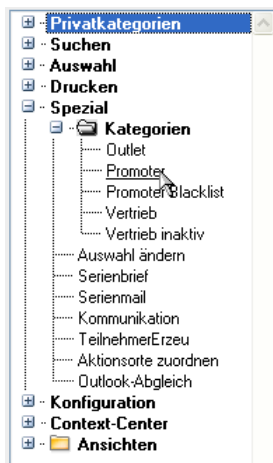 Privatkategorien
Suchen
Auswahl
Drucken
Spezial
Kategorien
Outlet
Promoter
Promoter Blacklist
Vertrieb
Vertrieb inaktiv
Auswahl ändern
Serienbrief
Serienmail
Kommunikation
TeilnehmerErzeu
Aktionsorte zuordnen
Outlook-Abgleich
Konfiguration
Context-Center
Ansichten